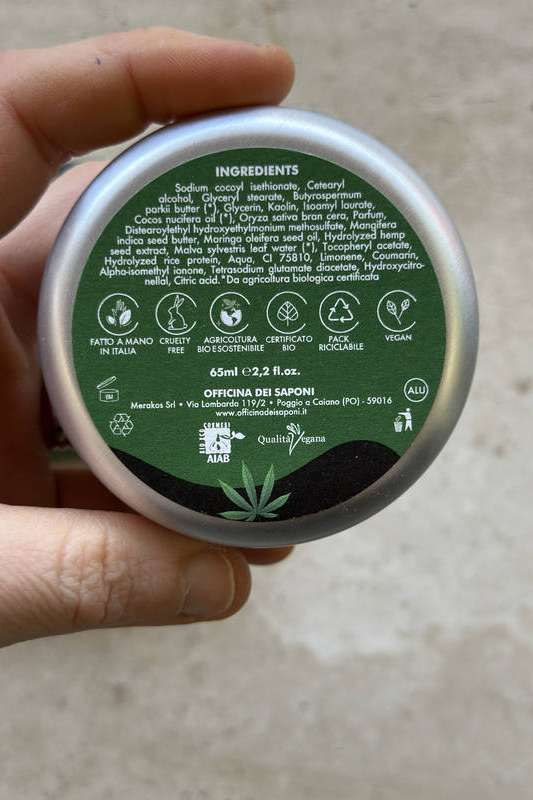 INGREDIENTS
Sodium cocoyl isethionate, Cetearyl
alcohol, Glyceryl stearate, Butyrospermum
parkii butter (*), Glycerin, Kaolin, Isoamyl laurate,
Cocos nucifera oil (*), Oryza sativa bran cera, Parfum,
Distearoylethyl hydroxyethylmonium methosulfate, Mangifera
indica seed butter, Moringa oleifera seed oil, Hydrolyzed hemp
seed extract, Malva sylvestris leaf water (*), Tocopheryl acetate,
Hydrolyzed rice protein, Aqua, CI 75810, Limonene, Coumarin,
Alpha-isomethyl ionone, Tetrasodium glutamate diacetate, Hydroxycitro-
nellal, Citric acid. *Da agricoltura biologica certificata
FATTO A MANO
IN ITALIA
CRUELTY
FREE
AGRICOLTURA
BIO E SOSTENIBILE
CERTIFICATO
BIO
PACK
RICICLABILE
VEGAN
65ml ℮ 2,2 fl.oz.
OFFICINA DEI SAPONI
Merakos Srl • Via Lombarda 119/2 • Poggio a Caiano (PO) - 59016
www.officinadeisaponi.it
ALU
COSMESI
BIO ECO
AIAB
Qualità Vegana